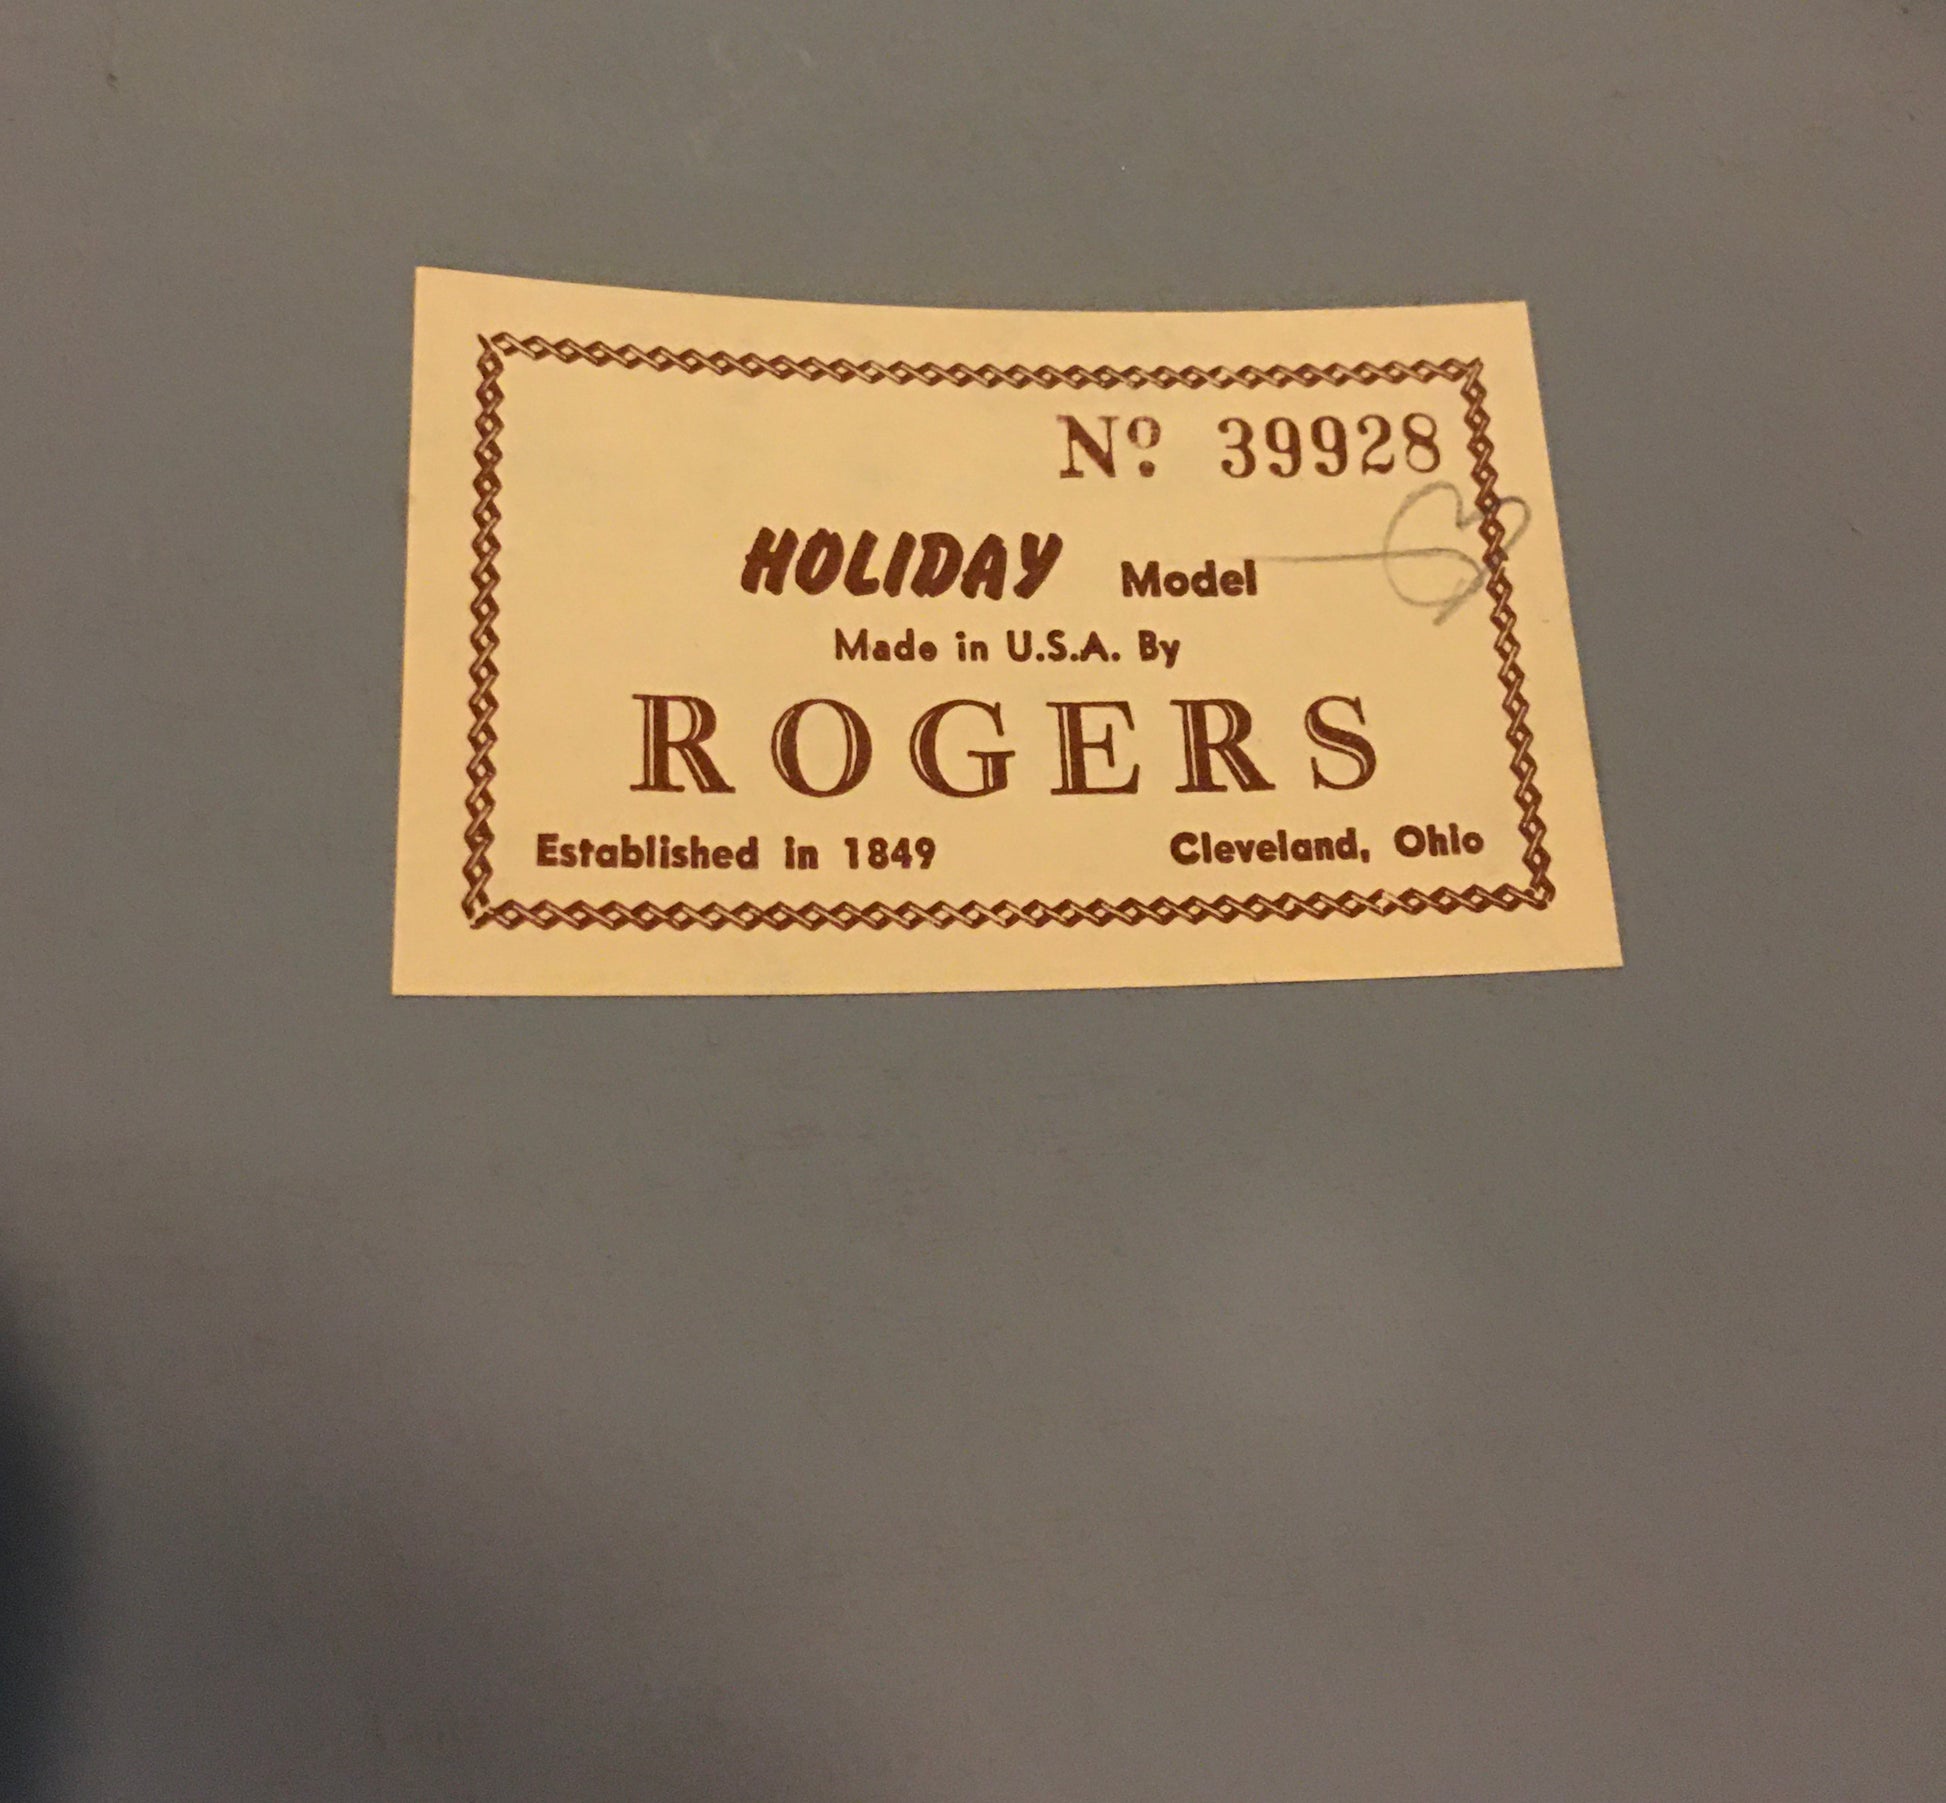 Nº 39928
HOLIDAY Model
Made in U.S.A. By
ROGERS
Established in 1849 Cleveland, Ohio